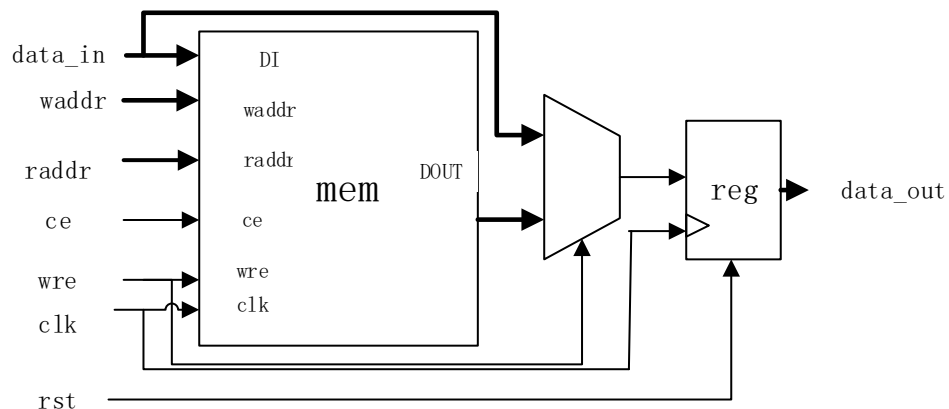 data_in
waddr
raddr
ce
wre
clk
rst
DI
waddr
raddr
ce
wre
clk
mem
DOUT
reg
data_out